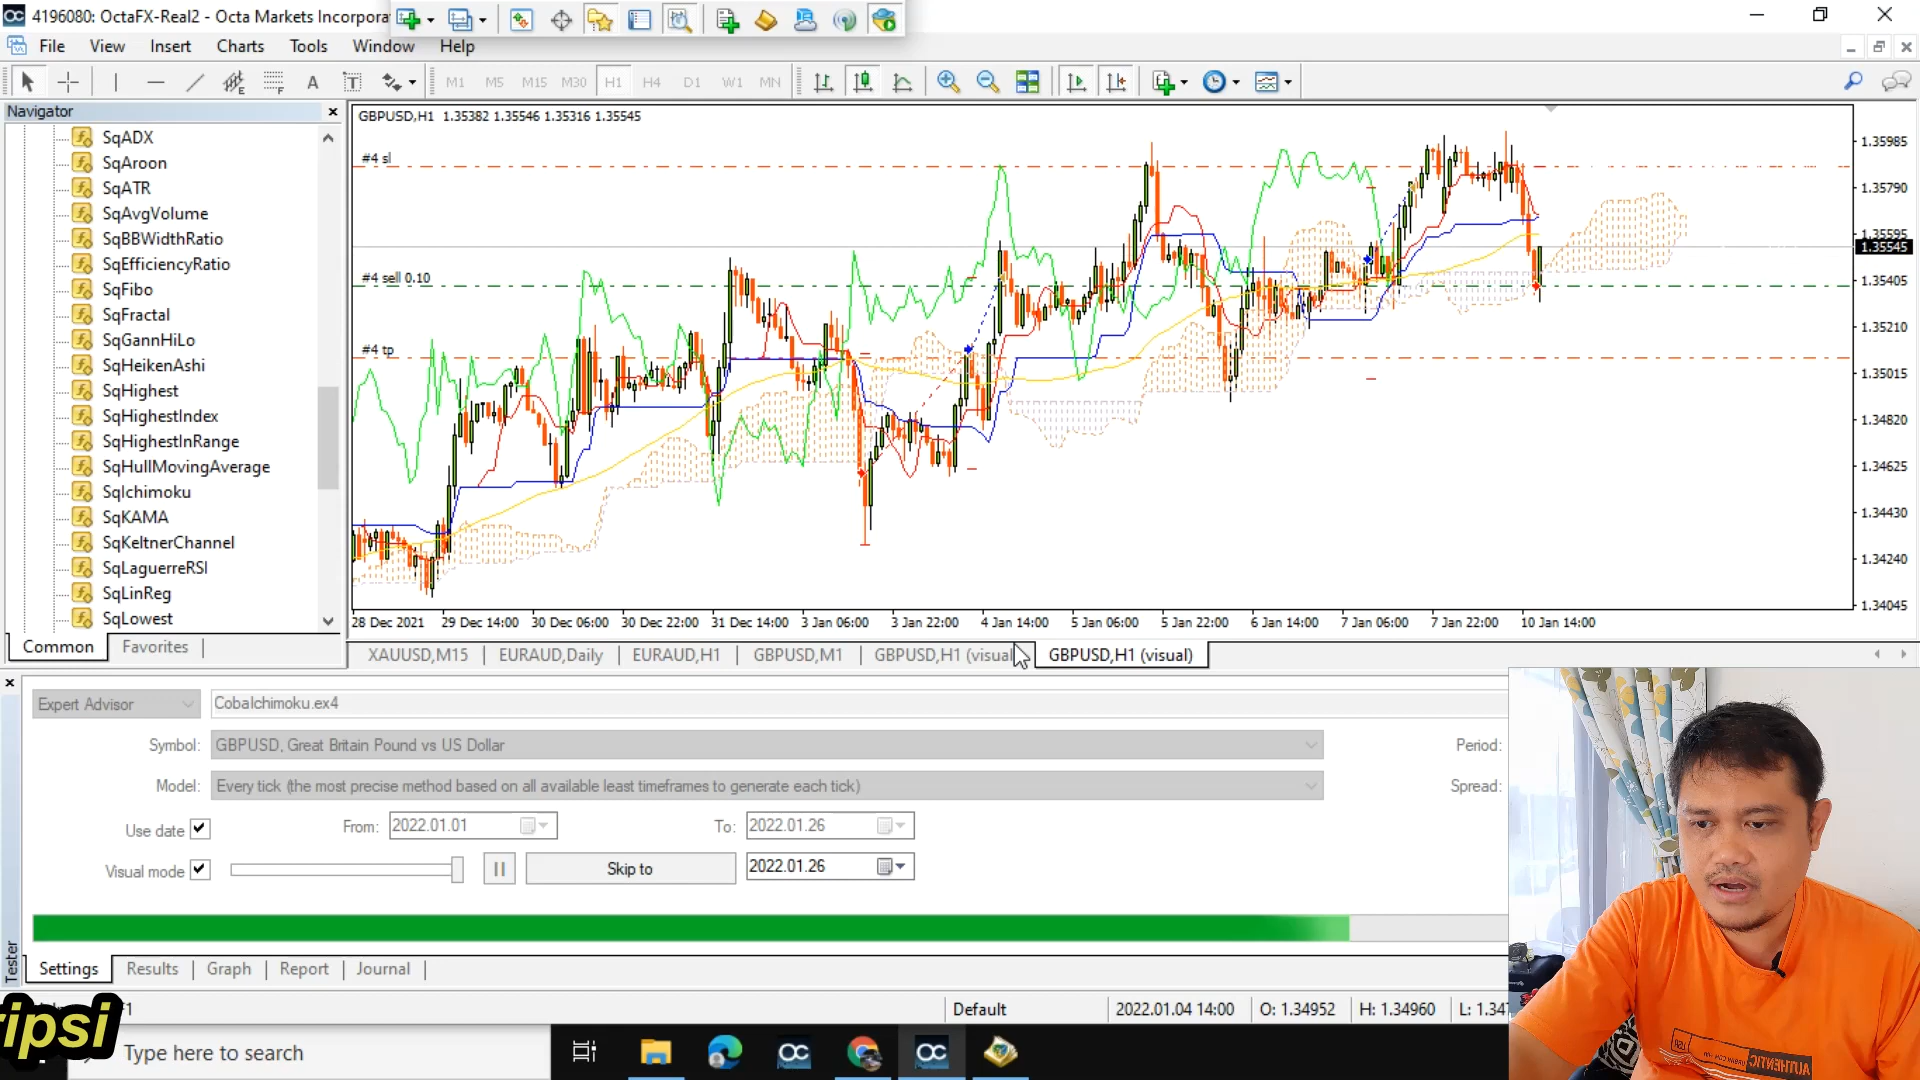 4196080: OctaFX-Real2 - Octa Markets Incorpora
File View Insert Charts Tools Window Help
A T M1 M5 M15 M30 H1 H4 D1 W1 MN
Navigator
SqADX
SqAroon
SqATR
SqAvgVolume
SqBBWidthRatio
SqEfficiencyRatio
SqFibo
SqFractal
SqGannHiLo
SqHeikenAshi
SqHighest
SqHighestIndex
SqHighestInRange
SqHullMovingAverage
SqIchimoku
SqKAMA
SqKeltnerChannel
SqLaguerreRSI
SqLinReg
SqLowest
Common Favorites
GBPUSD,H1 1.35382 1.35546 1.35316 1.35545
#4 sl
#4 sell 0.10
#4 tp
1.35985
1.35790
1.35595
1.35545
1.35405
1.35210
1.35015
1.34820
1.34625
1.34430
1.34240
1.34045
28 Dec 2021 29 Dec 14:00 30 Dec 06:00 30 Dec 22:00 31 Dec 14:00 3 Jan 06:00 3 Jan 22:00 4 Jan 14:00 5 Jan 06:00 5 Jan 22:00 6 Jan 14:00 7 Jan 06:00 7 Jan 22:00 10 Jan 14:00
XAUUSD,M15 EURAUD,Daily EURAUD,H1 GBPUSD,M1 GBPUSD,H1 (visual GBPUSD,H1 (visual)
Expert Advisor CobaIchimoku.ex4
Symbol: GBPUSD, Great Britain Pound vs US Dollar Period:
Model: Every tick (the most precise method based on all available least timeframes to generate each tick) Spread:
Use date From: 2022.01.01 To: 2022.01.26
Visual mode Skip to 2022.01.26
Tester
Settings Results Graph Report Journal
Default 2022.01.04 14:00 O: 1.34952 H: 1.34960 L: 1.347
ripsi
Type here to search
AUTHENTIC